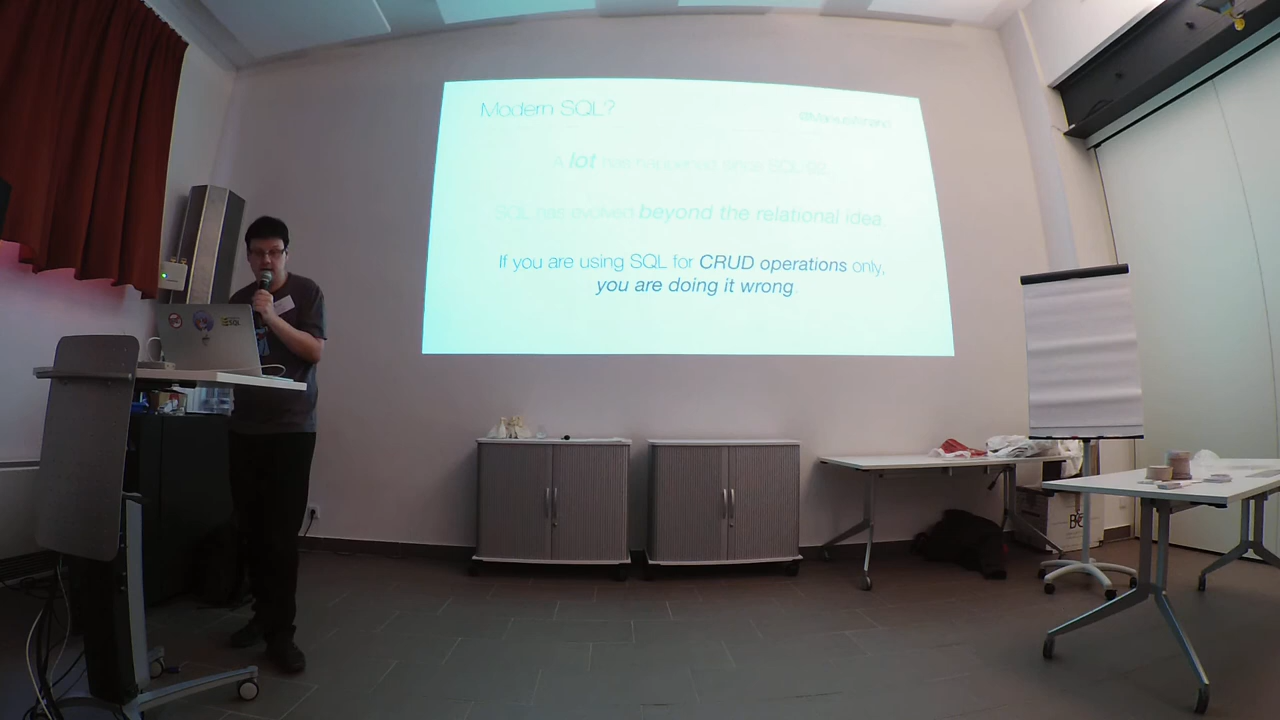 Modern SQL?
@MarkusWinand
A lot has happened since SQL-92
SQL has evolved beyond the relational idea
If you are using SQL for CRUD operations only,
you are doing it wrong